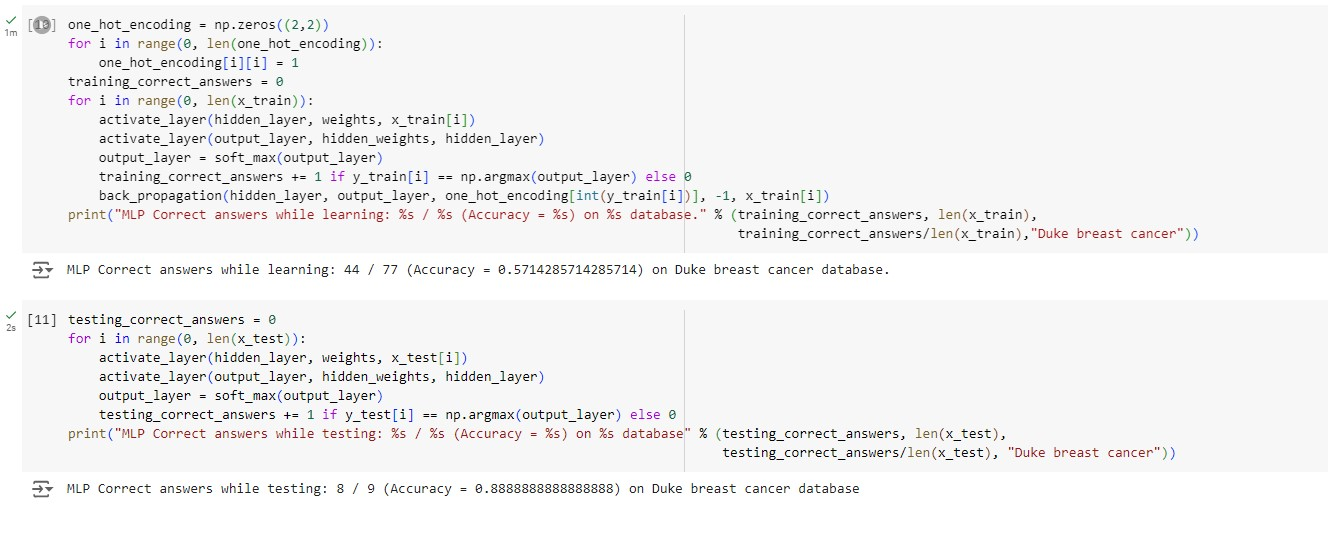 one_hot_encoding = np.zeros((2,2))
1m
for i in range(0, len(one_hot_encoding)):
one_hot_encoding[i][i] = 1
training_correct_answers = 0
for i in range(0, len(x_train)):
activate_layer(hidden_layer, weights, x_train[i])
activate_layer(output_layer, hidden_weights, hidden_layer)
output_layer = soft_max(output_layer)
training_correct_answers += 1 if y_train[i] == np.argmax(output_layer) else 0
back_propagation(hidden_layer, output_layer, one_hot_encoding[int(y_train[i])], -1, x_train[i])
print("MLP Correct answers while learning: %s / %s (Accuracy = %s) on %s database." % (training_correct_answers, len(x_train),
training_correct_answers/len(x_train),"Duke breast cancer"))
MLP Correct answers while learning: 44 / 77 (Accuracy = 0.5714285714285714) on Duke breast cancer database.
[11] testing_correct_answers = 0
2s
for i in range(0, len(x_test)):
activate_layer(hidden_layer, weights, x_test[i])
activate_layer(output_layer, hidden_weights, hidden_layer)
output_layer = soft_max(output_layer)
testing_correct_answers += 1 if y_test[i] == np.argmax(output_layer) else 0
print("MLP Correct answers while testing: %s / %s (Accuracy = %s) on %s database" % (testing_correct_answers, len(x_test),
testing_correct_answers/len(x_test), "Duke breast cancer"))
MLP Correct answers while testing: 8 / 9 (Accuracy = 0.8888888888888888) on Duke breast cancer database